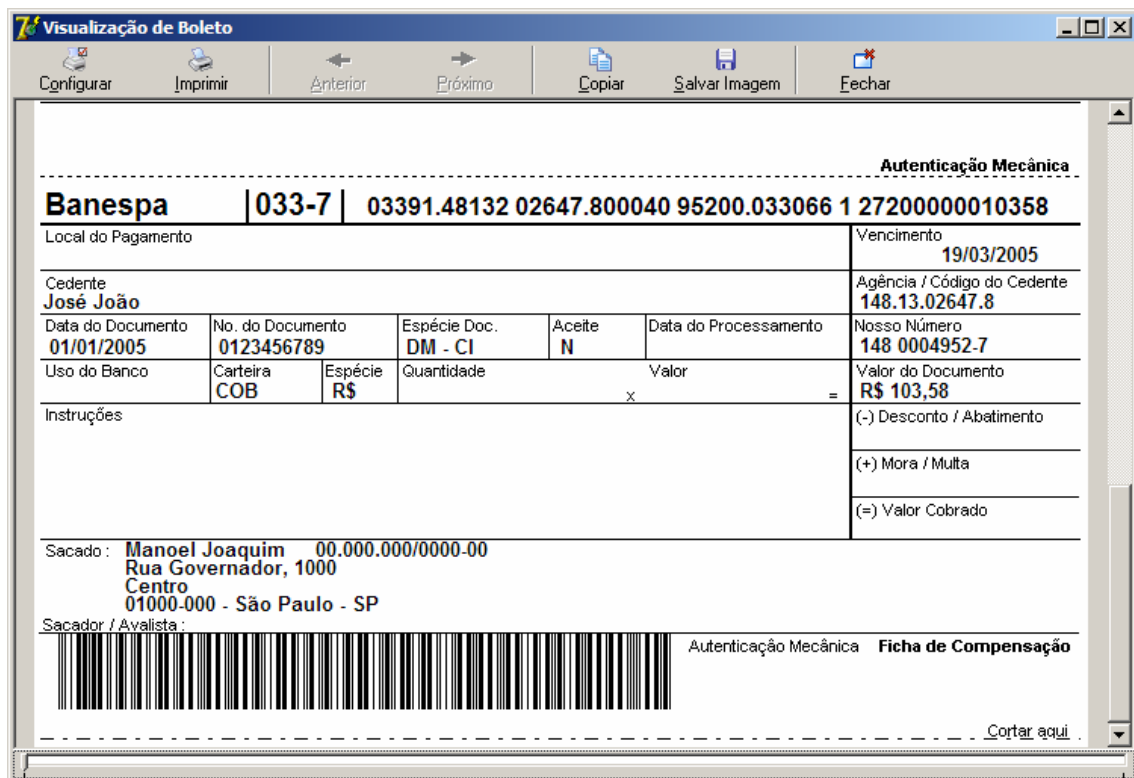 Visualização de Boleto
Configurar Imprimir Anterior Próximo Copiar Salvar Imagem Fechar
Autenticação Mecânica
Banespa 033-7 03391.48132 02647.800040 95200.033066 1 27200000010358
Local do Pagamento Vencimento
19/03/2005
Cedente Agência / Código do Cedente
José João 148.13.02647.8
Data do Documento No. do Documento Espécie Doc. Aceite Data do Processamento Nosso Número
01/01/2005 0123456789 DM - CI N 148 0004952-7
Uso do Banco Carteira Espécie Quantidade Valor Valor do Documento
COB R$ x = R$ 103,58
Instruções (-) Desconto / Abatimento
(+) Mora / Multa
(=) Valor Cobrado
Sacado : Manoel Joaquim 00.000.000/0000-00
Rua Governador, 1000
Centro
01000-000 - São Paulo - SP
Sacador / Avalista :
Autenticação Mecânica Ficha de Compensação
Cortar aqui